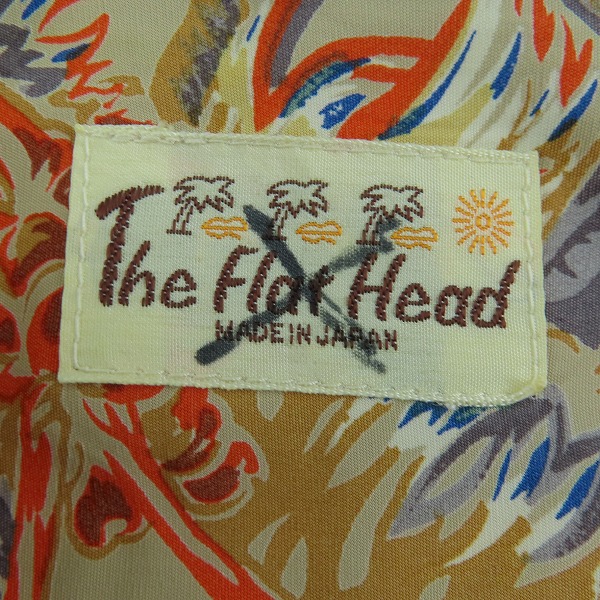 The Flat Head
MADE IN JAPAN